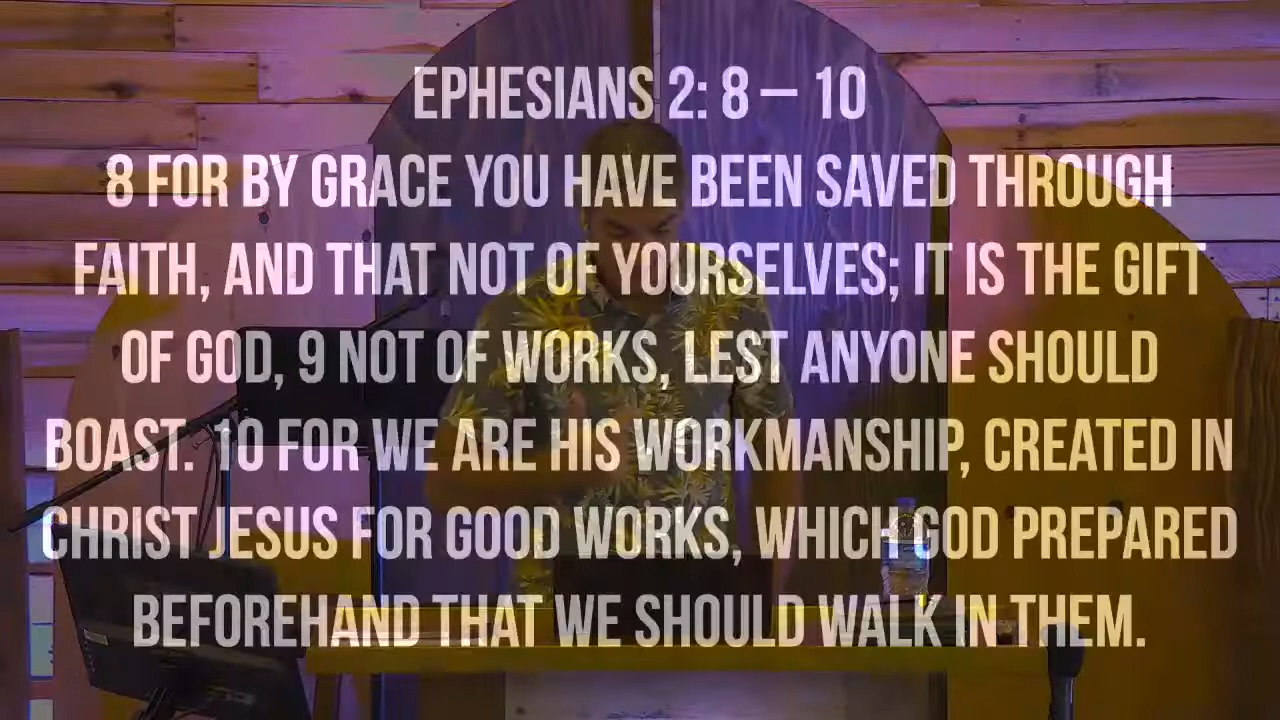 EPHESIANS 2: 8 – 10
8 FOR BY GRACE YOU HAVE BEEN SAVED THROUGH
FAITH, AND THAT NOT OF YOURSELVES; IT IS THE GIFT
OF GOD, 9 NOT OF WORKS, LEST ANYONE SHOULD
BOAST. 10 FOR WE ARE HIS WORKMANSHIP, CREATED IN
CHRIST JESUS FOR GOOD WORKS, WHICH GOD PREPARED
BEFOREHAND THAT WE SHOULD WALK IN THEM.